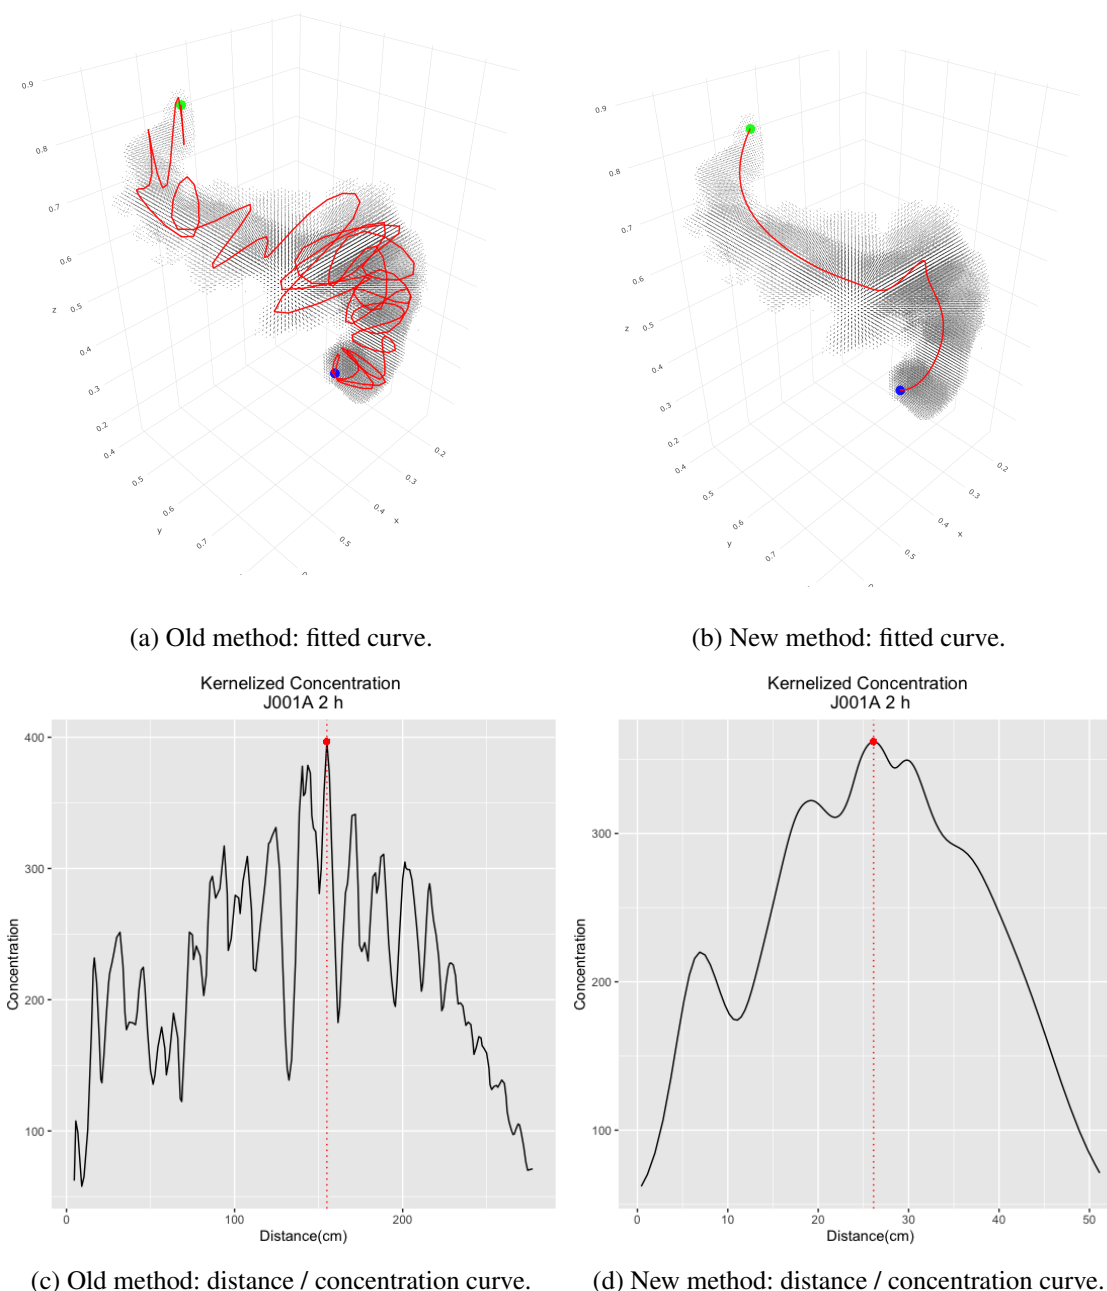 0.9
0.8
0.7
0.6
z
0.5
0.4
0.3
0.2
0.4
0.5
0.6
y
0.7
0.2
0.3
0.4
x
0.5
0.9
0.8
0.7
0.6
z
0.5
0.4
0.3
0.2
0.4
0.5
0.6
y
0.7
0.2
0.3
0.4
x
0.5
(a) Old method: fitted curve.
(b) New method: fitted curve.
Kernelized Concentration
J001A 2 h
400
300
200
100
Concentration
0
100
200
Distance(cm)
Kernelized Concentration
J001A 2 h
300
200
100
Concentration
0
10
20
30
40
50
Distance(cm)
(c) Old method: distance / concentration curve.
(d) New method: distance / concentration curve.